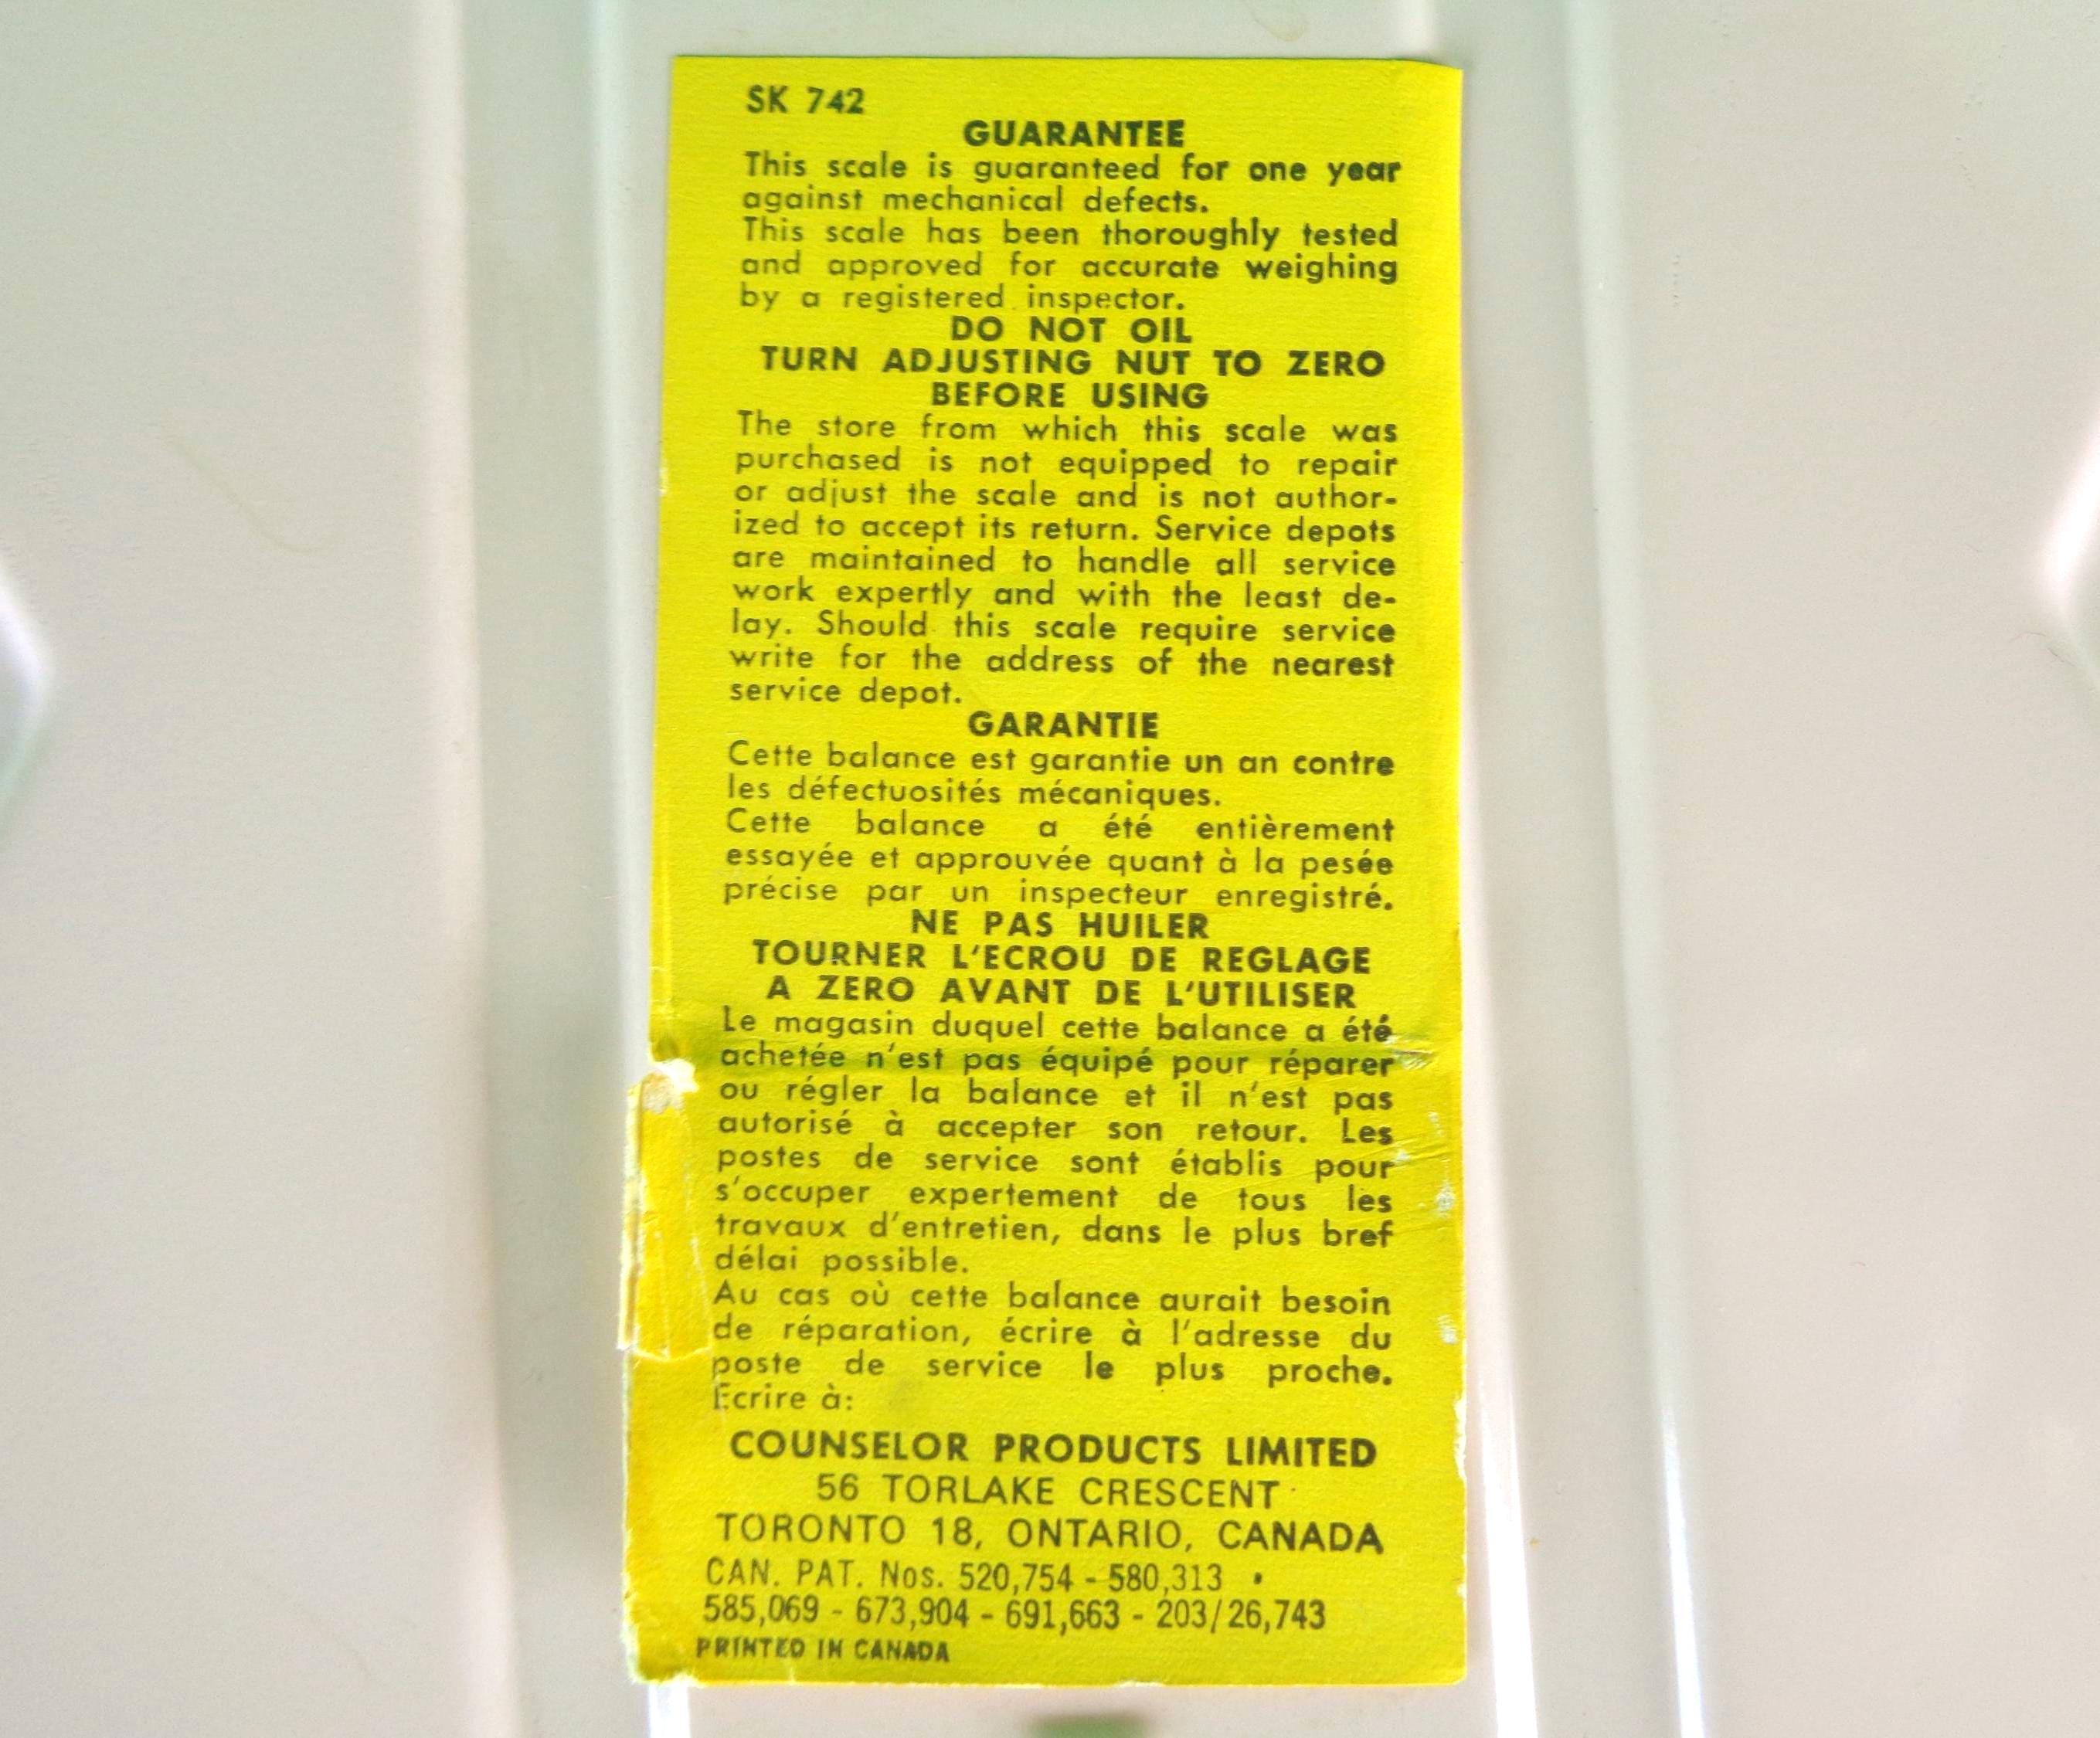 SK 742
GUARANTEE
This scale is guaranteed for one year
against mechanical defects.
This scale has been thoroughly tested
and approved for accurate weighing
by a registered inspector.
DO NOT OIL
TURN ADJUSTING NUT TO ZERO
BEFORE USING
The store from which this scale was
purchased is not equipped to repair
or adjust the scale and is not author-
ized to accept its return. Service depots
are maintained to handle all service
work expertly and with the least de-
lay. Should this scale require service
write for the address of the nearest
service depot.
GARANTIE
Cette balance est garantie un an contre
les défectuosités mécaniques.
Cette balance a été entièrement
essayée et approuvée quant à la pesée
précise par un inspecteur enregistré.
NE PAS HUILER
TOURNER L'ECROU DE REGLAGE
A ZERO AVANT DE L'UTILISER
Le magasin duquel cette balance a été
achetée n'est pas équipé pour réparer
ou régler la balance et il n'est pas
autorisé à accepter son retour. Les
postes de service sont établis pour
s'occuper expertement de tous les
travaux d'entretien, dans le plus bref
délai possible.
Au cas où cette balance aurait besoin
de réparation, écrire à l'adresse du
poste de service le plus proche.
Ecrire à:
COUNSELOR PRODUCTS LIMITED
56 TORLAKE CRESCENT
TORONTO 18, ONTARIO, CANADA
CAN. PAT. Nos. 520,754 - 580,313 •
585,069 - 673,904 - 691,663 - 203/26,743
PRINTED IN CANADA